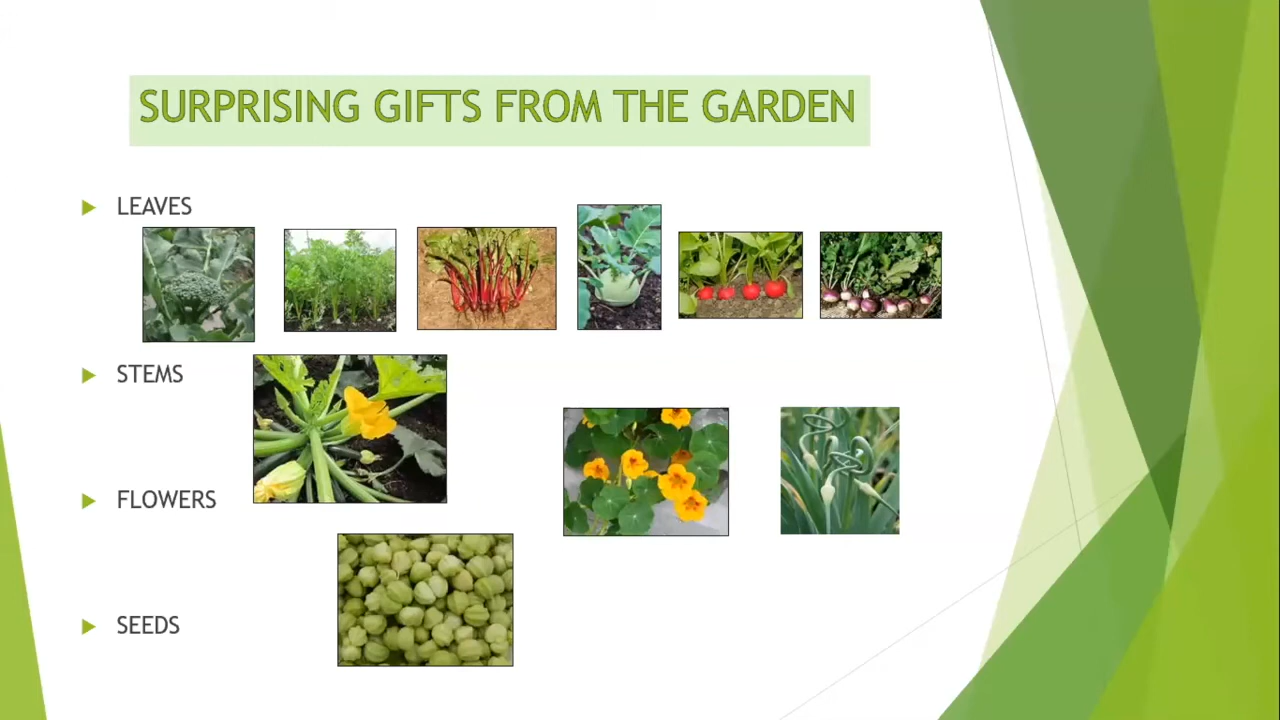 SURPRISING GIFTS FROM THE GARDEN
LEAVES
STEMS
FLOWERS
SEEDS